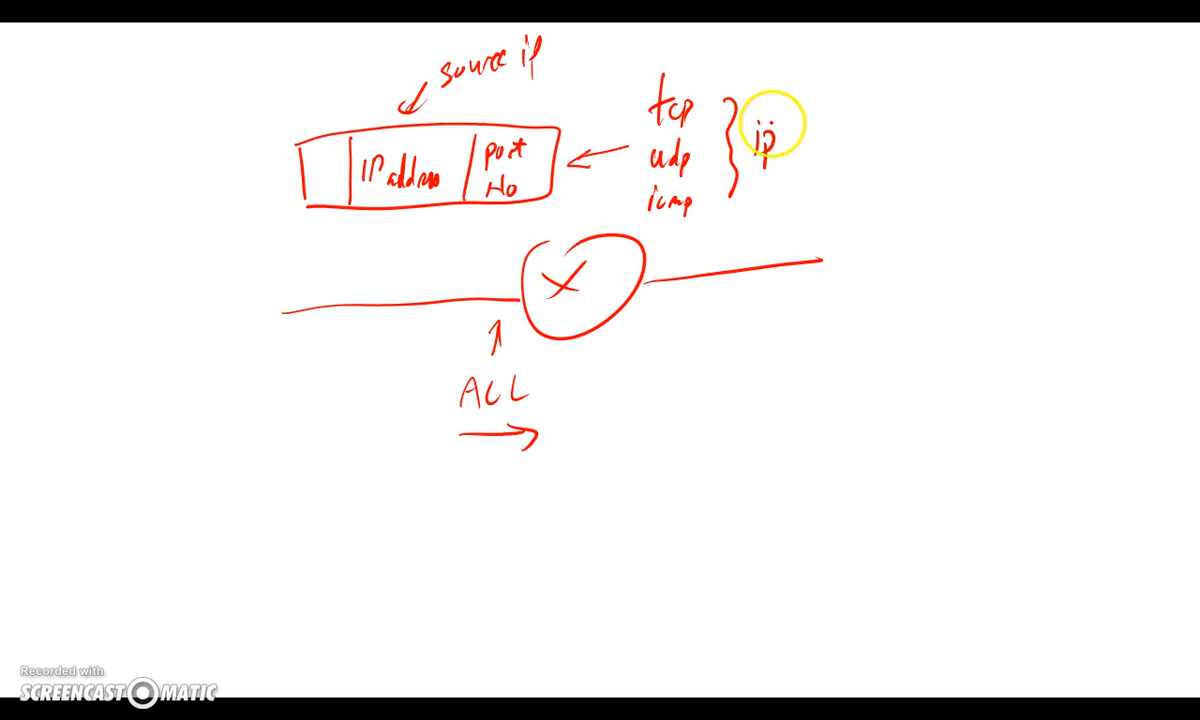 source ip
IP address
port
No
tcp
udp
icmp
ip
ACL
Recorded with
SCREENCAST MATIC